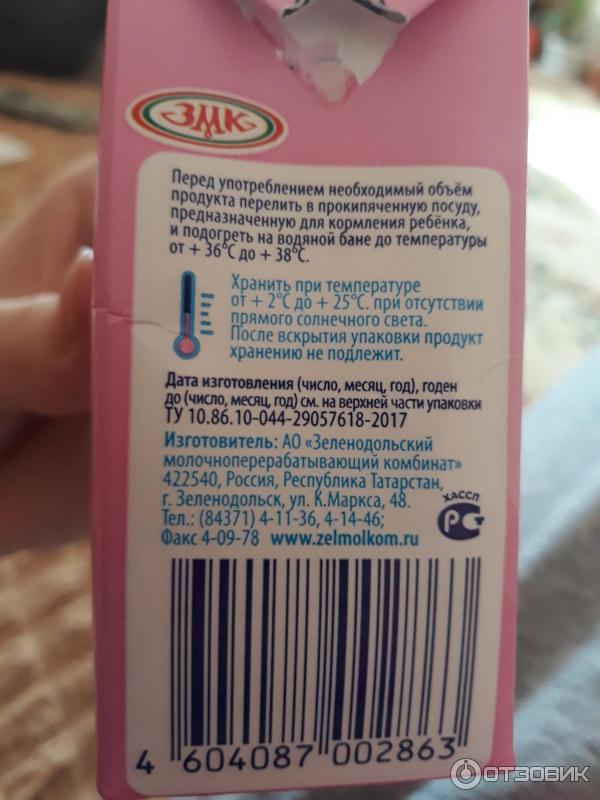 ЗМК
Перед употреблением необходимый объём
продукта перелить в прокипяченную посуду,
предназначенную для кормления ребёнка,
и подогреть на водяной бане до температуры
от + 36°С до + 38°С.
Хранить при температуре
от + 2°С до + 25°С. при отсутствии
прямого солнечного света.
После вскрытия упаковки продукт
хранению не подлежит.
Дата изготовления (число, месяц, год), годен
до (число, месяц, год) см. на верхней части упаковки
ТУ 10.86.10-044-29057618-2017
Изготовитель: АО «Зеленодольский
молочноперерабатывающий комбинат»
422540, Россия, Республика Татарстан,
г. Зеленодольск, ул. К.Маркса, 48.
Тел.: (84371) 4-11-36, 4-14-46;
Факс 4-09-78 www.zelmolkom.ru
ХАССП
РСТ
4 604087 002863
ОТЗОВИК